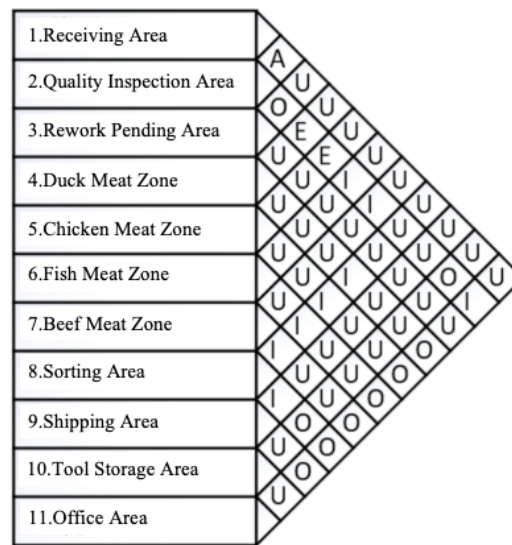 1.Receiving Area
A
2.Quality Inspection Area U
O U
3.Rework Pending Area E U
U E U
4.Duck Meat Zone U I U
U U I U
5.Chicken Meat Zone U U U U
U U U U U
6.Fish Meat Zone U I U O U
U I U U I
7.Beef Meat Zone I U U U
I U U O
8.Sorting Area U U O
I U O
9.Shipping Area O O
U O
10.Tool Storage Area O
U
11.Office Area